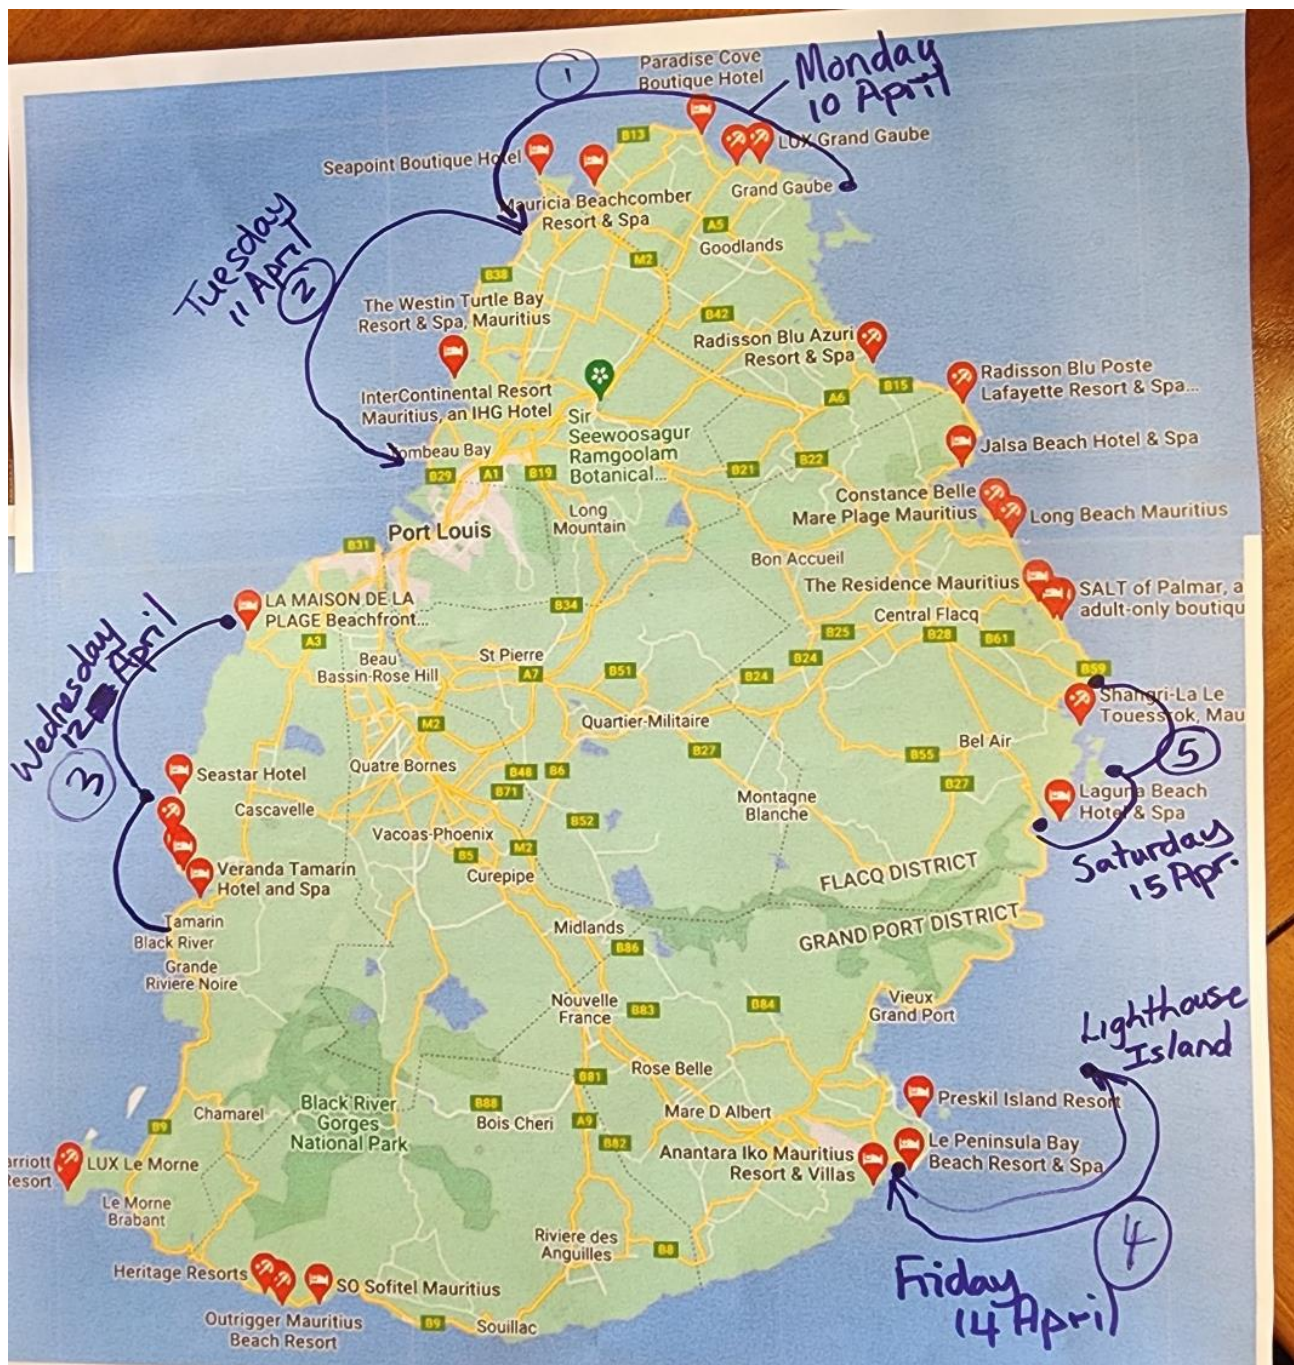 Paradise Cove
Boutique Hotel
1
Monday
10 April
B13
LUX Grand Gaube
Seapoint Boutique Hotel
Grand Gaube
Mauricia Beachcomber
Resort & Spa
A5
Goodlands
M2
Tuesday
11 April
2
B38
The Westin Turtle Bay
Resort & Spa, Mauritius
B42
Radisson Blu Azuri
Resort & Spa
Radisson Blu Poste
Lafayette Resort & Spa...
B15
A6
InterContinental Resort
Mauritius, an IHG Hotel
Sir
Seewoosagur
Ramgoolam
Botanical...
Tombeau Bay
Jalsa Beach Hotel & Spa
B29
A1
B19
B21
B22
Constance Belle
Mare Plage Mauritius
Long Beach Mauritius
Long
Mountain
Port Louis
B31
Bon Accueil
The Residence Mauritius
SALT of Palmar, a
adult-only boutiqu
LA MAISON DE LA
PLAGE Beachfront...
B34
Central Flacq
A3
B25
B28
B61
Wednesday
12 April
3
Beau
Bassin-Rose Hill
St Pierre
A7
B51
B24
B24
B59
Shangri-La Le
Touessrok, Mau
M2
Quartier-Militaire
B27
Bel Air
B55
5
Quatre Bornes
B48
B6
B71
B27
Seastar Hotel
Cascavelle
Montagne
Blanche
Laguna Beach
Hotel & Spa
B52
Vacoas-Phoenix
B5
M2
Curepipe
Saturday
15 Apr.
Veranda Tamarin
Hotel and Spa
FLACQ DISTRICT
GRAND PORT DISTRICT
Tamarin
Black River
Midlands
B86
Grande
Riviere Noire
Nouvelle
France
B83
B84
Vieux
Grand Port
Lighthouse
Island
Rose Belle
B81
Preskil Island Resort
Chamarel
Black River
Gorges
National Park
B88
Bois Cheri
A9
B82
Mare D Albert
B9
Anantara Iko Mauritius
Resort & Villas
Le Peninsula Bay
Beach Resort & Spa
arriott
Resort
LUX Le Morne
Le Morne
Brabant
4
Riviere des
Anguilles
B8
Heritage Resorts
SO Sofitel Mauritius
Friday
14 April
Outrigger Mauritius
Beach Resort
B9
Souillac